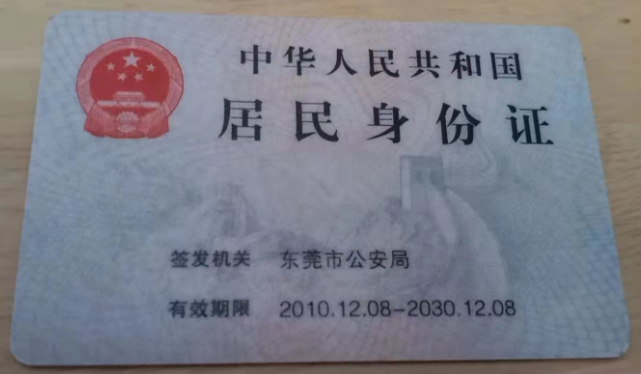 中华人民共和国
居民身份证
签发机关 东莞市公安局
有效期限 2010.12.08-2030.12.08